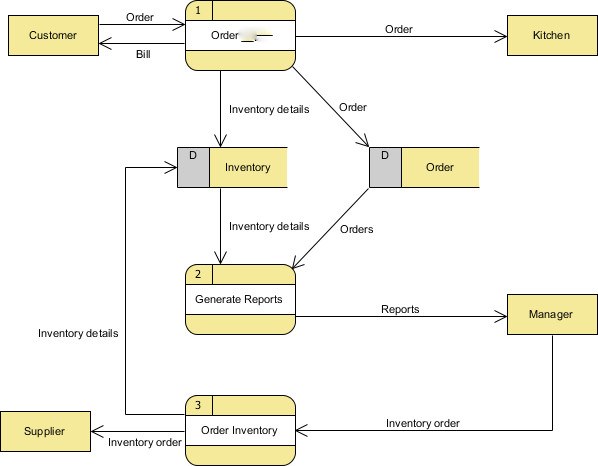 Order
1
Customer
Order
Order
Kitchen
Bill
Inventory details
Order
D
Inventory
D
Order
Inventory details
Orders
2
Generate Reports
Reports
Manager
Inventory details
3
Order Inventory
Inventory order
Supplier
Inventory order